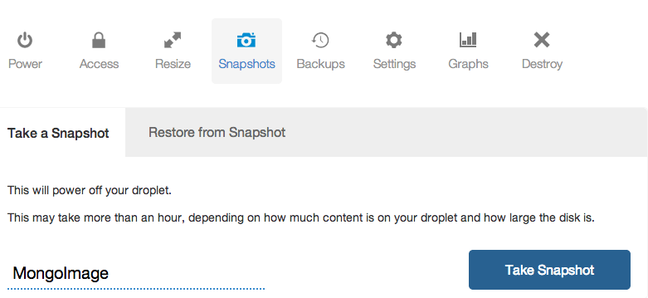 Power Access Resize Snapshots Backups Settings Graphs Destroy
Take a Snapshot Restore from Snapshot
This will power off your droplet.
This may take more than an hour, depending on how much content is on your droplet and how large the disk is.
MongoImage Take Snapshot